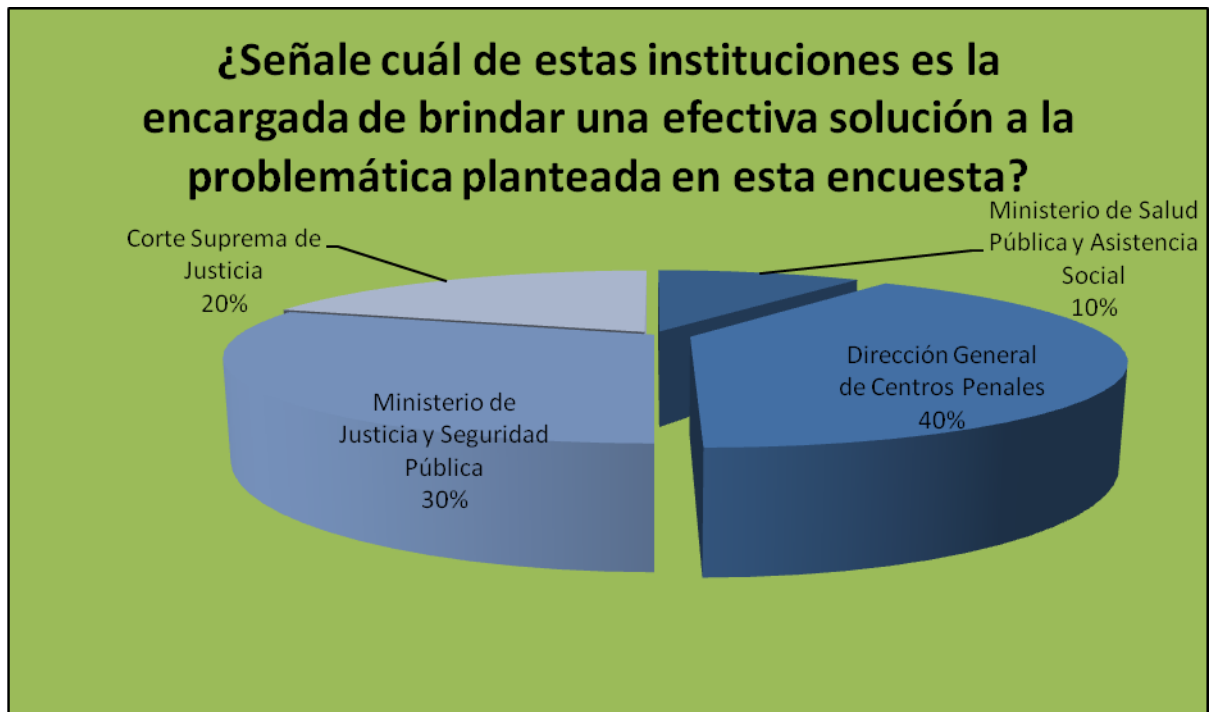 ¿Señale cuál de estas instituciones es la
encargada de brindar una efectiva solución a la
problemática planteada en esta encuesta?
Ministerio de Salud
Pública y Asistencia
Social
10%
Corte Suprema de
Justicia
20%
Dirección General
de Centros Penales
40%
Ministerio de
Justicia y Seguridad
Pública
30%